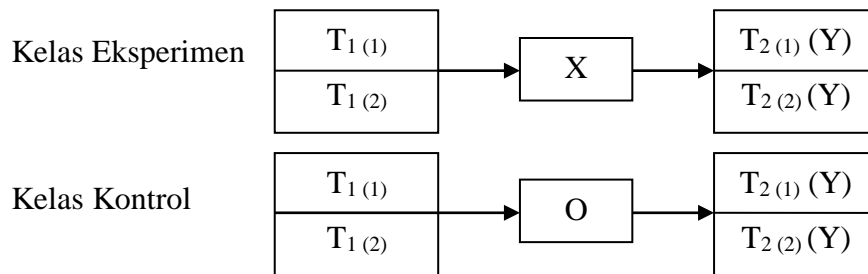 Kelas Eksperimen
T1 (1)
T1 (2)
X
T2 (1) (Y)
T2 (2) (Y)
Kelas Kontrol
T1 (1)
T1 (2)
O
T2 (1) (Y)
T2 (2) (Y)